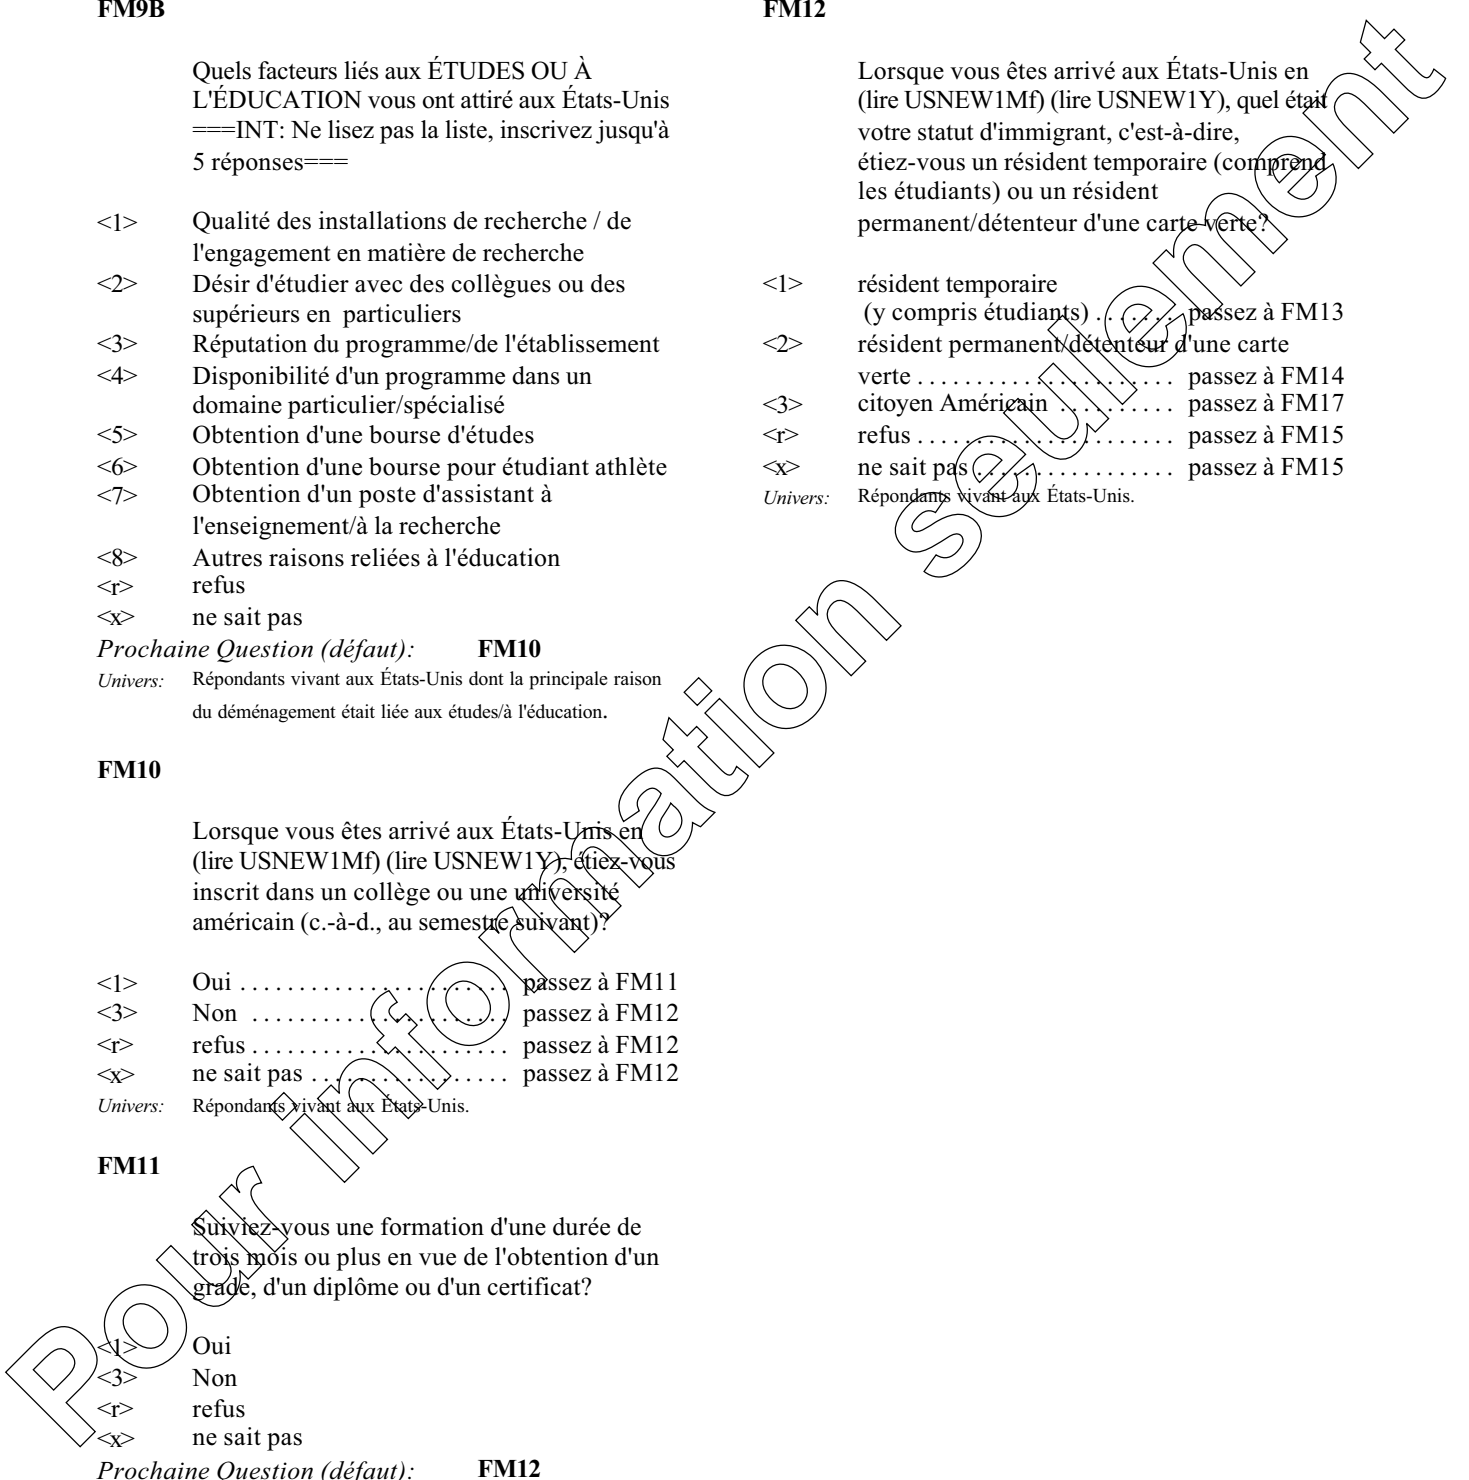 FM9B
Quels facteurs liés aux ÉTUDES OU À
L'ÉDUCATION vous ont attiré aux États-Unis
===INT: Ne lisez pas la liste, inscrivez jusqu'à
5 réponses===
<1> Qualité des installations de recherche / de
l'engagement en matière de recherche
<2> Désir d'étudier avec des collègues ou des
supérieurs en particuliers
<3> Réputation du programme/de l'établissement
<4> Disponibilité d'un programme dans un
domaine particulier/spécialisé
<5> Obtention d'une bourse d'études
<6> Obtention d'une bourse pour étudiant athlète
<7> Obtention d'un poste d'assistant à
l'enseignement/à la recherche
<8> Autres raisons reliées à l'éducation
<r> refus
<x> ne sait pas
Prochaine Question (défaut): FM10
Univers: Répondants vivant aux États-Unis dont la principale raison
du déménagement était liée aux études/à l'éducation.
FM10
Lorsque vous êtes arrivé aux États-Unis en
(lire USNEW1Mf) (lire USNEW1Y), étiez-vous
inscrit dans un collège ou une université
américain (c.-à-d., au semestre suivant)?
<1> Oui . . . . . . . . . . . . . . . . . . . . . . . passez à FM11
<3> Non . . . . . . . . . . . . . . . . . . . . . . passez à FM12
<r> refus . . . . . . . . . . . . . . . . . . . . . . passez à FM12
<x> ne sait pas . . . . . . . . . . . . . . . . . passez à FM12
Univers: Répondants vivant aux États-Unis.
FM11
Suiviez-vous une formation d'une durée de
trois mois ou plus en vue de l'obtention d'un
grade, d'un diplôme ou d'un certificat?
<1> Oui
<3> Non
<r> refus
<x> ne sait pas
Prochaine Question (défaut): FM12
FM12
Lorsque vous êtes arrivé aux États-Unis en
(lire USNEW1Mf) (lire USNEW1Y), quel était
votre statut d'immigrant, c'est-à-dire,
étiez-vous un résident temporaire (comprend
les étudiants) ou un résident
permanent/détenteur d'une carte verte?
<1> résident temporaire
(y compris étudiants) . . . . . . . passez à FM13
<2> résident permanent/détenteur d'une carte
verte . . . . . . . . . . . . . . . . . . . . . . passez à FM14
<3> citoyen Américain . . . . . . . . . . passez à FM17
<r> refus . . . . . . . . . . . . . . . . . . . . . . passez à FM15
<x> ne sait pas . . . . . . . . . . . . . . . . . passez à FM15
Univers: Répondants vivant aux États-Unis.
Pour information seulement